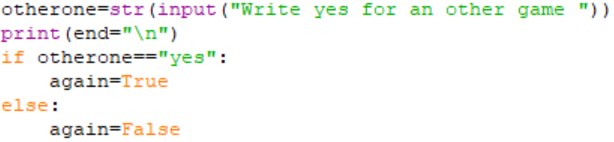 otherone=str(input("Write yes for an other game "))
print(end="\n")
if otherone=="yes":
    again=True
else:
    again=False